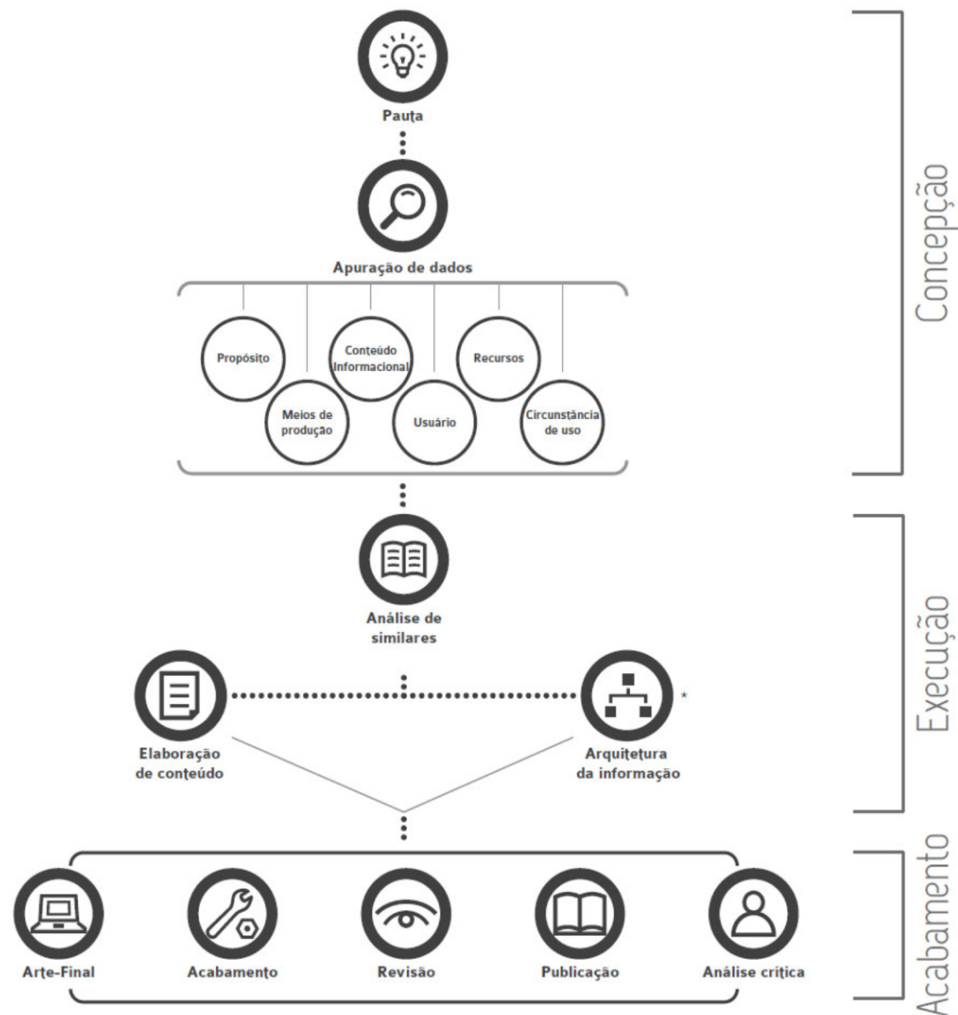 Pauta
Apuração de dados
Propósito
Conteúdo
Informacional
Recursos
Meios de
produção
Usuário
Circunstância
de uso
Concepção
Análise de
similares
*
Elaboração
de conteúdo
Arquitetura
da informação
Execução
Arte-Final
Acabamento
Revisão
Publicação
Análise crítica
Acabamento